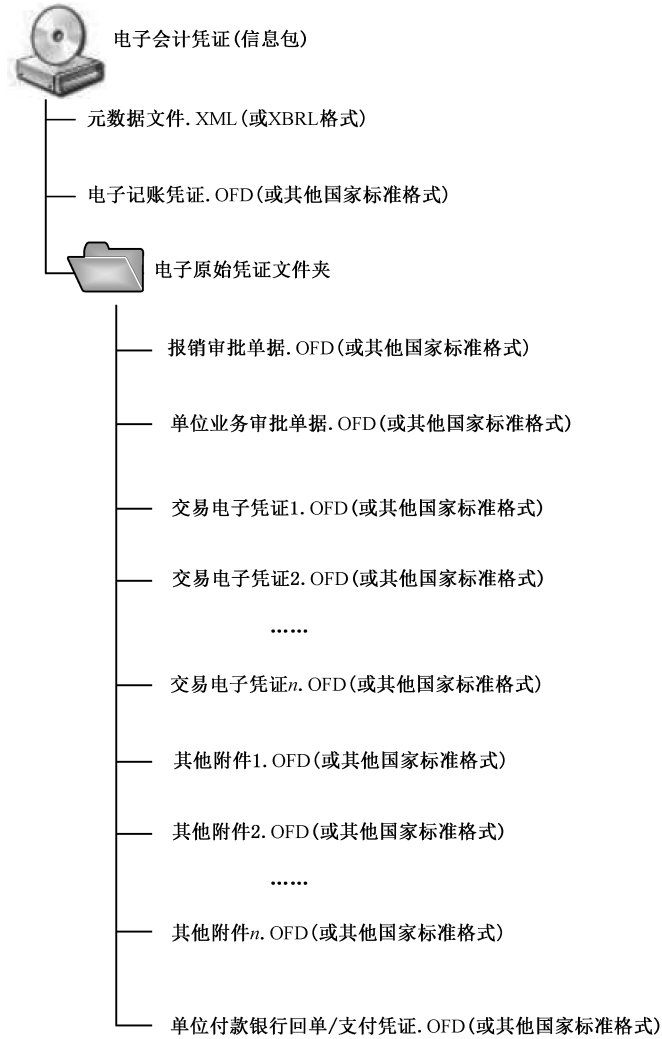 电子会计凭证(信息包)
元数据文件.XML(或XBRL格式)
电子记账凭证.OFD(或其他国家标准格式)
电子原始凭证文件夹
报销审批单据.OFD(或其他国家标准格式)
单位业务审批单据.OFD(或其他国家标准格式)
交易电子凭证1.OFD(或其他国家标准格式)
交易电子凭证2.OFD(或其他国家标准格式)
……
交易电子凭证n.OFD(或其他国家标准格式)
其他附件1.OFD(或其他国家标准格式)
其他附件2.OFD(或其他国家标准格式)
……
其他附件n.OFD(或其他国家标准格式)
单位付款银行回单/支付凭证.OFD(或其他国家标准格式)